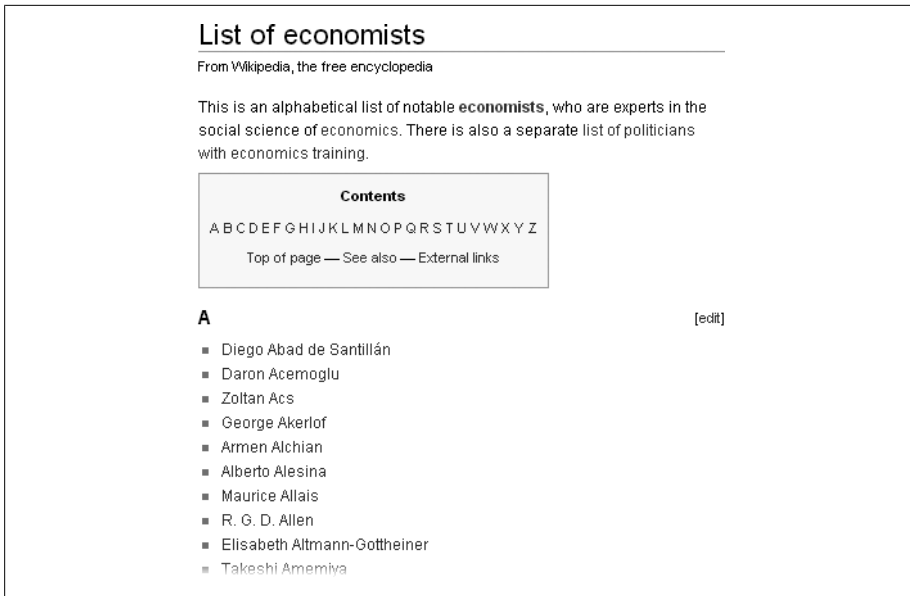 List of economists
From Wikipedia, the free encyclopedia
This is an alphabetical list of notable economists, who are experts in the
social science of economics. There is also a separate list of politicians
with economics training.
Contents
A B C D E F G H I J K L M N O P Q R S T U V W X Y Z
Top of page — See also — External links
A [edit]
Diego Abad de Santillán
Daron Acemoglu
Zoltan Acs
George Akerlof
Armen Alchian
Alberto Alesina
Maurice Allais
R. G. D. Allen
Elisabeth Altmann-Gottheiner
Takeshi Amemiya